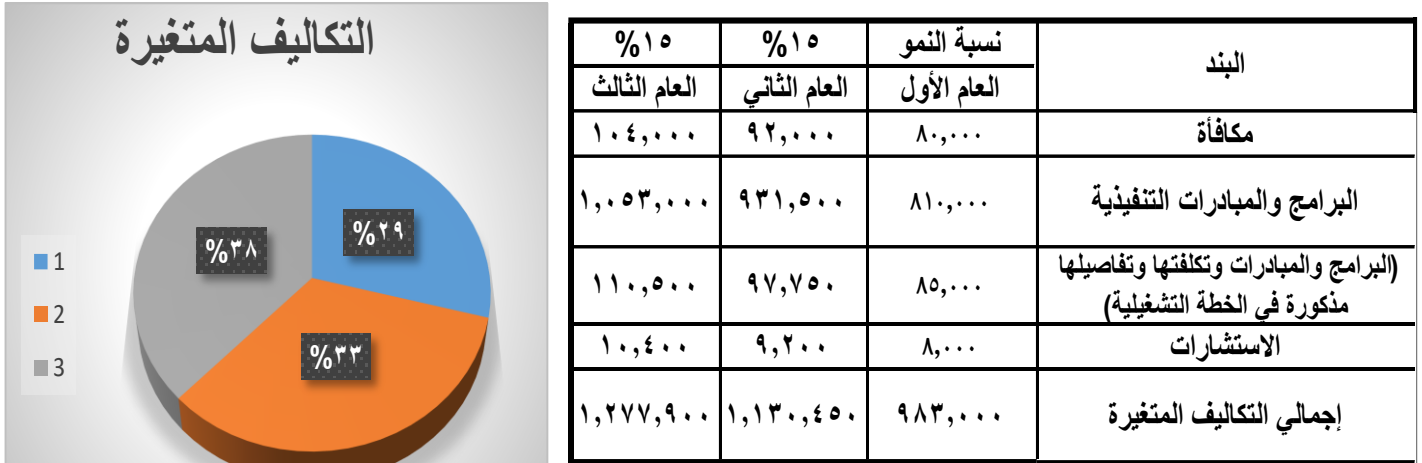 التكاليف المتغيرة
%٢٩
%٣٣
%٣٨
1
2
3
البند نسبة النمو %١٥ %١٥
العام الأول العام الثاني العام الثالث
مكافأة ٨٠,٠٠٠ ٩٢,٠٠٠ ١٠٤,٠٠٠
البرامج والمبادرات التنفيذية ٨١٠,٠٠٠ ٩٣١,٥٠٠ ١,٠٥٣,٠٠٠
(البرامج والمبادرات وتكلفتها وتفاصيلها
مذكورة في الخطة التشغيلية) ٨٥,٠٠٠ ٩٧,٧٥٠ ١١٠,٥٠٠
الاستشارات ٨,٠٠٠ ٩,٢٠٠ ١٠,٤٠٠
إجمالي التكاليف المتغيرة ٩٨٣,٠٠٠ ١,١٣٠,٤٥٠ ١,٢٧٧,٩٠٠